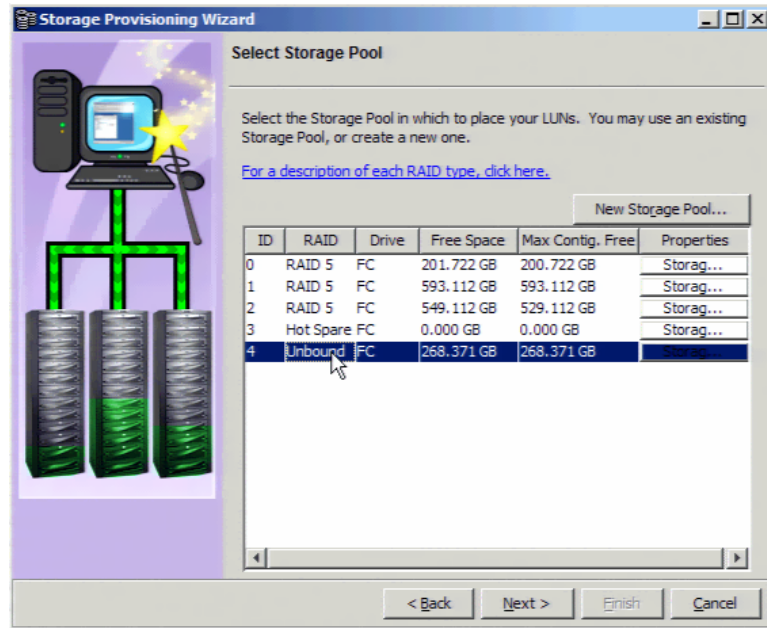 Storage Provisioning Wizard
Select Storage Pool
Select the Storage Pool in which to place your LUNs. You may use an existing
Storage Pool, or create a new one.
For a description of each RAID type, click here.
New Storage Pool...
ID RAID Drive Free Space Max Contig. Free Properties
0 RAID 5 FC 201.722 GB 200.722 GB Storag...
1 RAID 5 FC 593.112 GB 593.112 GB Storag...
2 RAID 5 FC 549.112 GB 529.112 GB Storag...
3 Hot Spare FC 0.000 GB 0.000 GB Storag...
4 Unbound FC 268.371 GB 268.371 GB Storag...
< Back Next > Finish Cancel